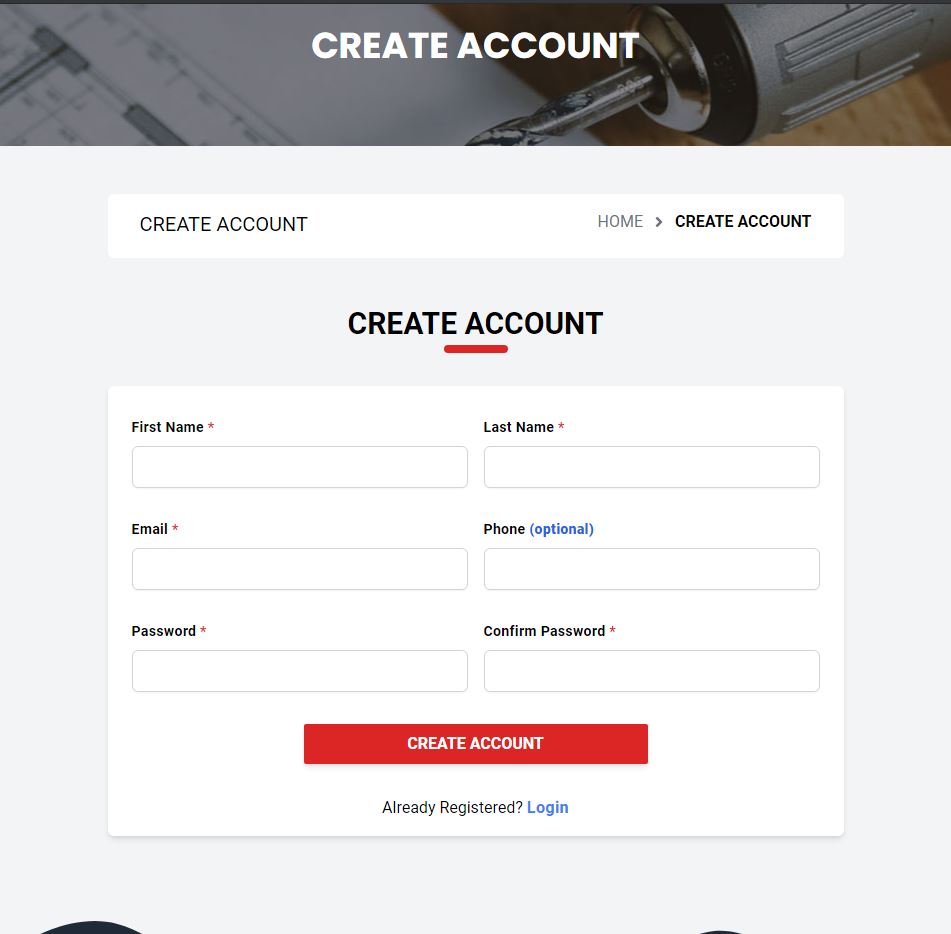 CREATE ACCOUNT
CREATE ACCOUNT
HOME > CREATE ACCOUNT
CREATE ACCOUNT
First Name *
Last Name *
Email *
Phone (optional)
Password *
Confirm Password *
CREATE ACCOUNT
Already Registered? Login